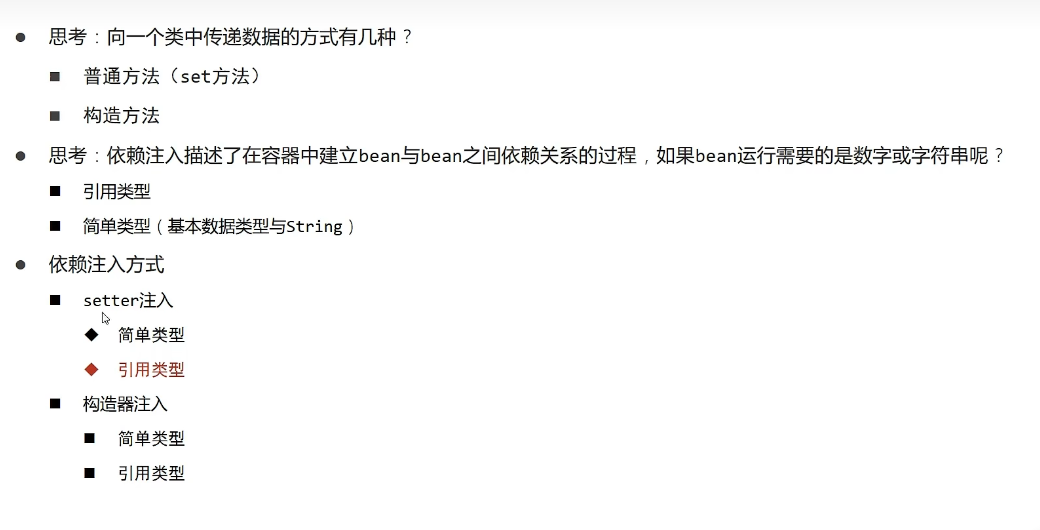 思考：向一个类中传递数据的方式有几种？
普通方法（set方法）
构造方法
思考：依赖注入描述了在容器中建立bean与bean之间依赖关系的过程，如果bean运行需要的是数字或字符串呢？
引用类型
简单类型（基本数据类型与String）
依赖注入方式
setter注入
简单类型
引用类型
构造器注入
简单类型
引用类型